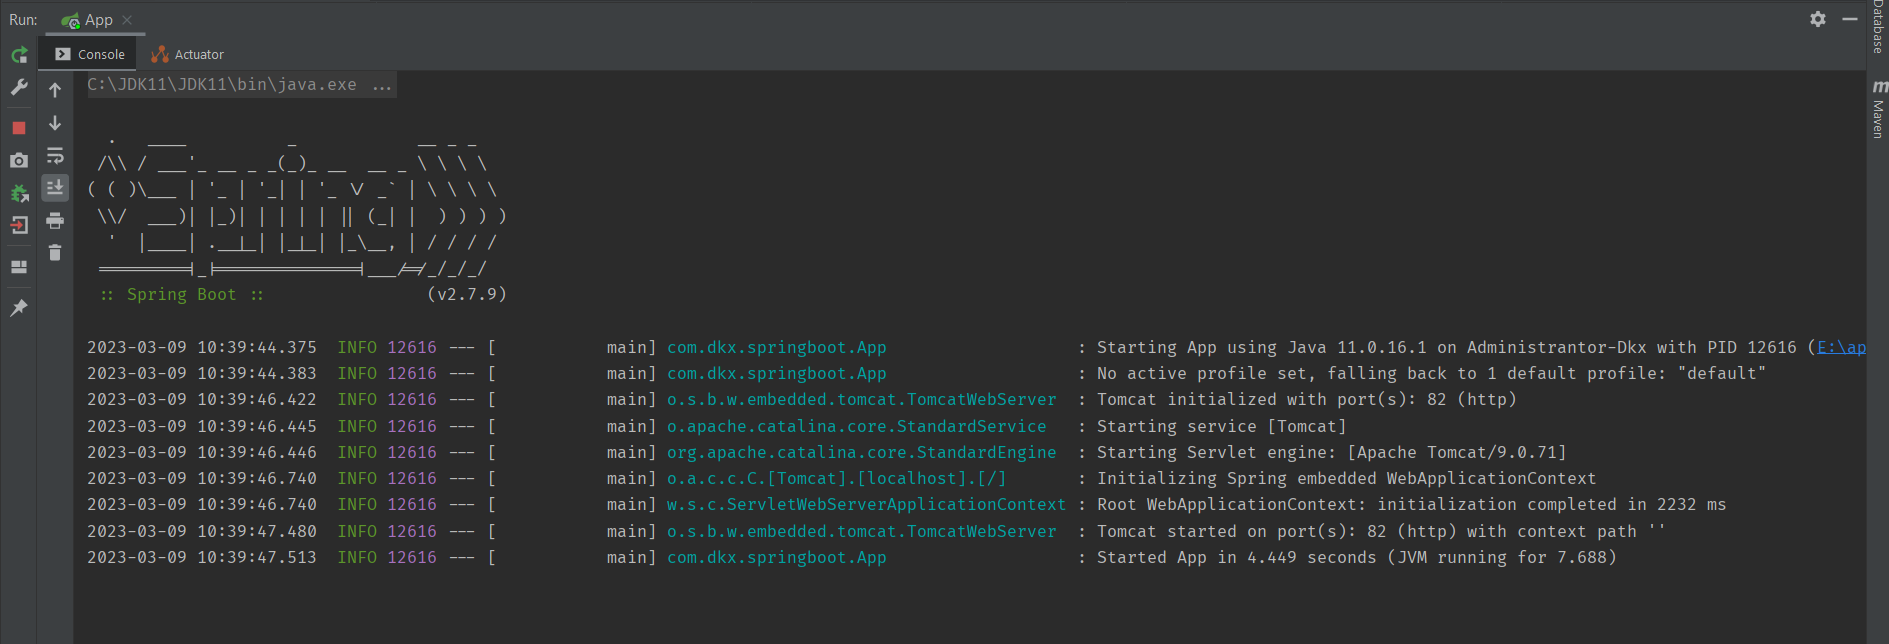 Run: App
Console Actuator
Database
Maven
C:\JDK11\JDK11\bin\java.exe ...
  .   ____          _            __ _ _
 /\\ / ___'_ __ _ _(_)_ __  __ _ \ \ \ \
( ( )\___ | '_ | '_| | '_ \/ _` | \ \ \ \
 \\/  ___)| |_)| | | | | || (_| |  ) ) ) )
  '  |____| .__|_| |_|_| |_\__, | / / / /
 =========|_|==============|___/=/_/_/_/
 :: Spring Boot ::                (v2.7.9)
2023-03-09 10:39:44.375  INFO 12616 --- [           main] com.dkx.springboot.App                   : Starting App using Java 11.0.16.1 on Administrantor-Dkx with PID 12616 (E:\ap
2023-03-09 10:39:44.383  INFO 12616 --- [           main] com.dkx.springboot.App                   : No active profile set, falling back to 1 default profile: "default"
2023-03-09 10:39:46.422  INFO 12616 --- [           main] o.s.b.w.embedded.tomcat.TomcatWebServer  : Tomcat initialized with port(s): 82 (http)
2023-03-09 10:39:46.445  INFO 12616 --- [           main] o.apache.catalina.core.StandardService   : Starting service [Tomcat]
2023-03-09 10:39:46.446  INFO 12616 --- [           main] org.apache.catalina.core.StandardEngine  : Starting Servlet engine: [Apache Tomcat/9.0.71]
2023-03-09 10:39:46.740  INFO 12616 --- [           main] o.a.c.c.C.[Tomcat].[localhost].[/]       : Initializing Spring embedded WebApplicationContext
2023-03-09 10:39:46.740  INFO 12616 --- [           main] w.s.c.ServletWebServerApplicationContext : Root WebApplicationContext: initialization completed in 2232 ms
2023-03-09 10:39:47.480  INFO 12616 --- [           main] o.s.b.w.embedded.tomcat.TomcatWebServer  : Tomcat started on port(s): 82 (http) with context path ''
2023-03-09 10:39:47.513  INFO 12616 --- [           main] com.dkx.springboot.App                   : Started App in 4.449 seconds (JVM running for 7.688)